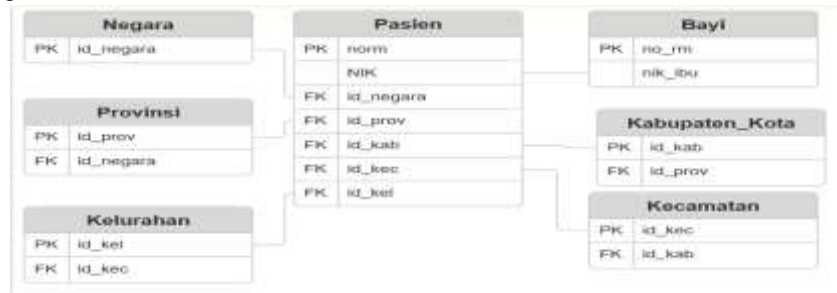 Negara
PK id_negara
Provinsi
PK id_prov
FK id_negara
Kelurahan
PK id_kel
FK id_kec
Pasien
PK norm
NIK
FK id_negara
FK id_prov
FK id_kab
FK id_kec
FK id_kel
Bayi
PK no_rm
nik_ibu
Kabupaten_Kota
PK id_kab
FK id_prov
Kecamatan
PK id_kec
FK id_kab